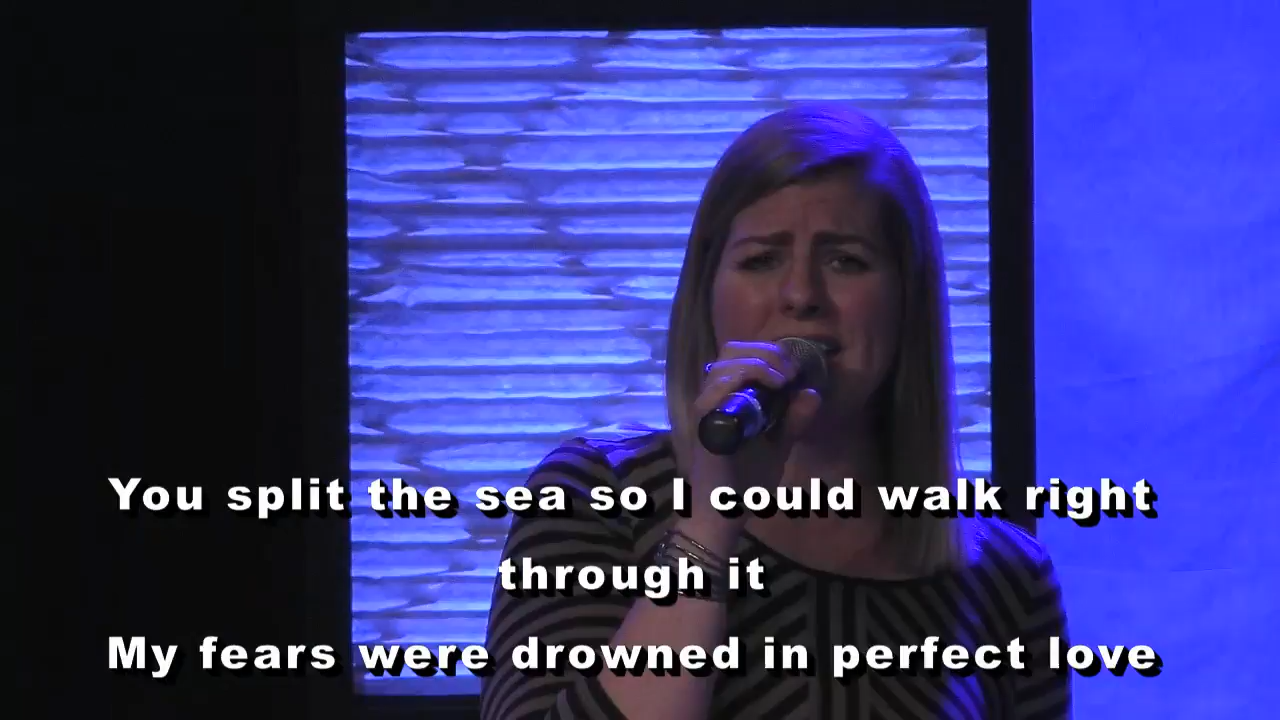 You split the sea so I could walk right
through it
My fears were drowned in perfect love